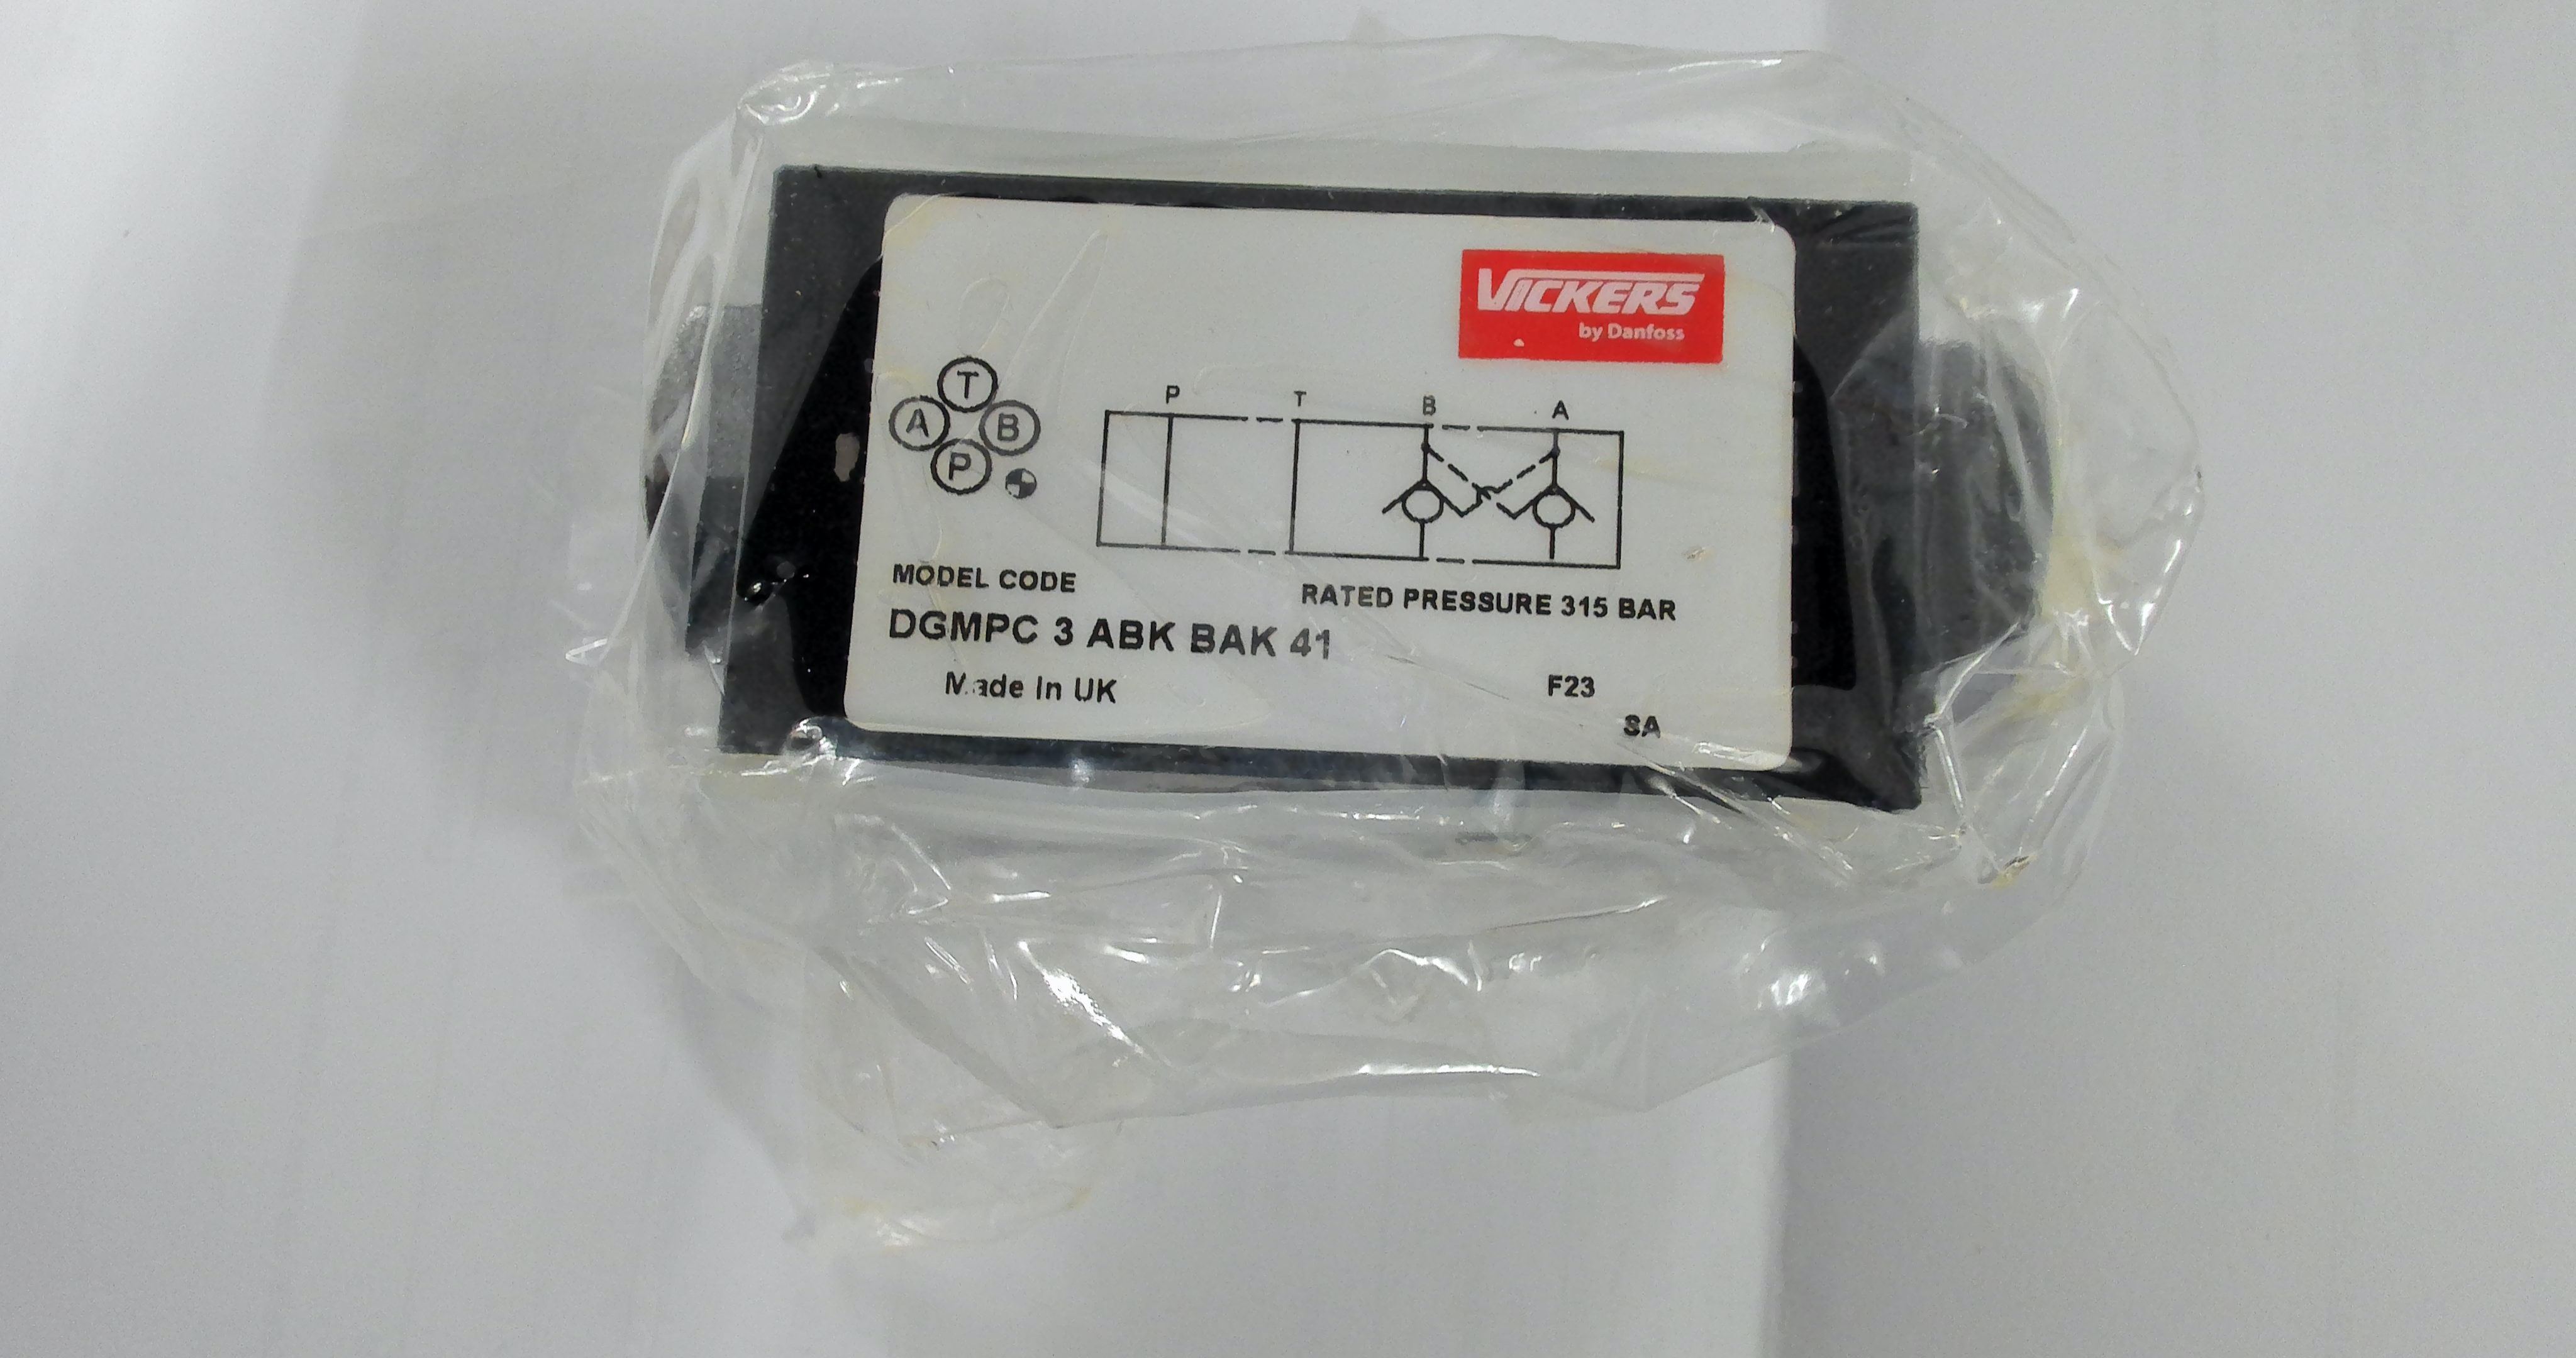 VICKERS
by Danfoss
T
A B
P
P T B A
MODEL CODE
RATED PRESSURE 315 BAR
DGMPC 3 ABK BAK 41
Made In UK
F23
SA